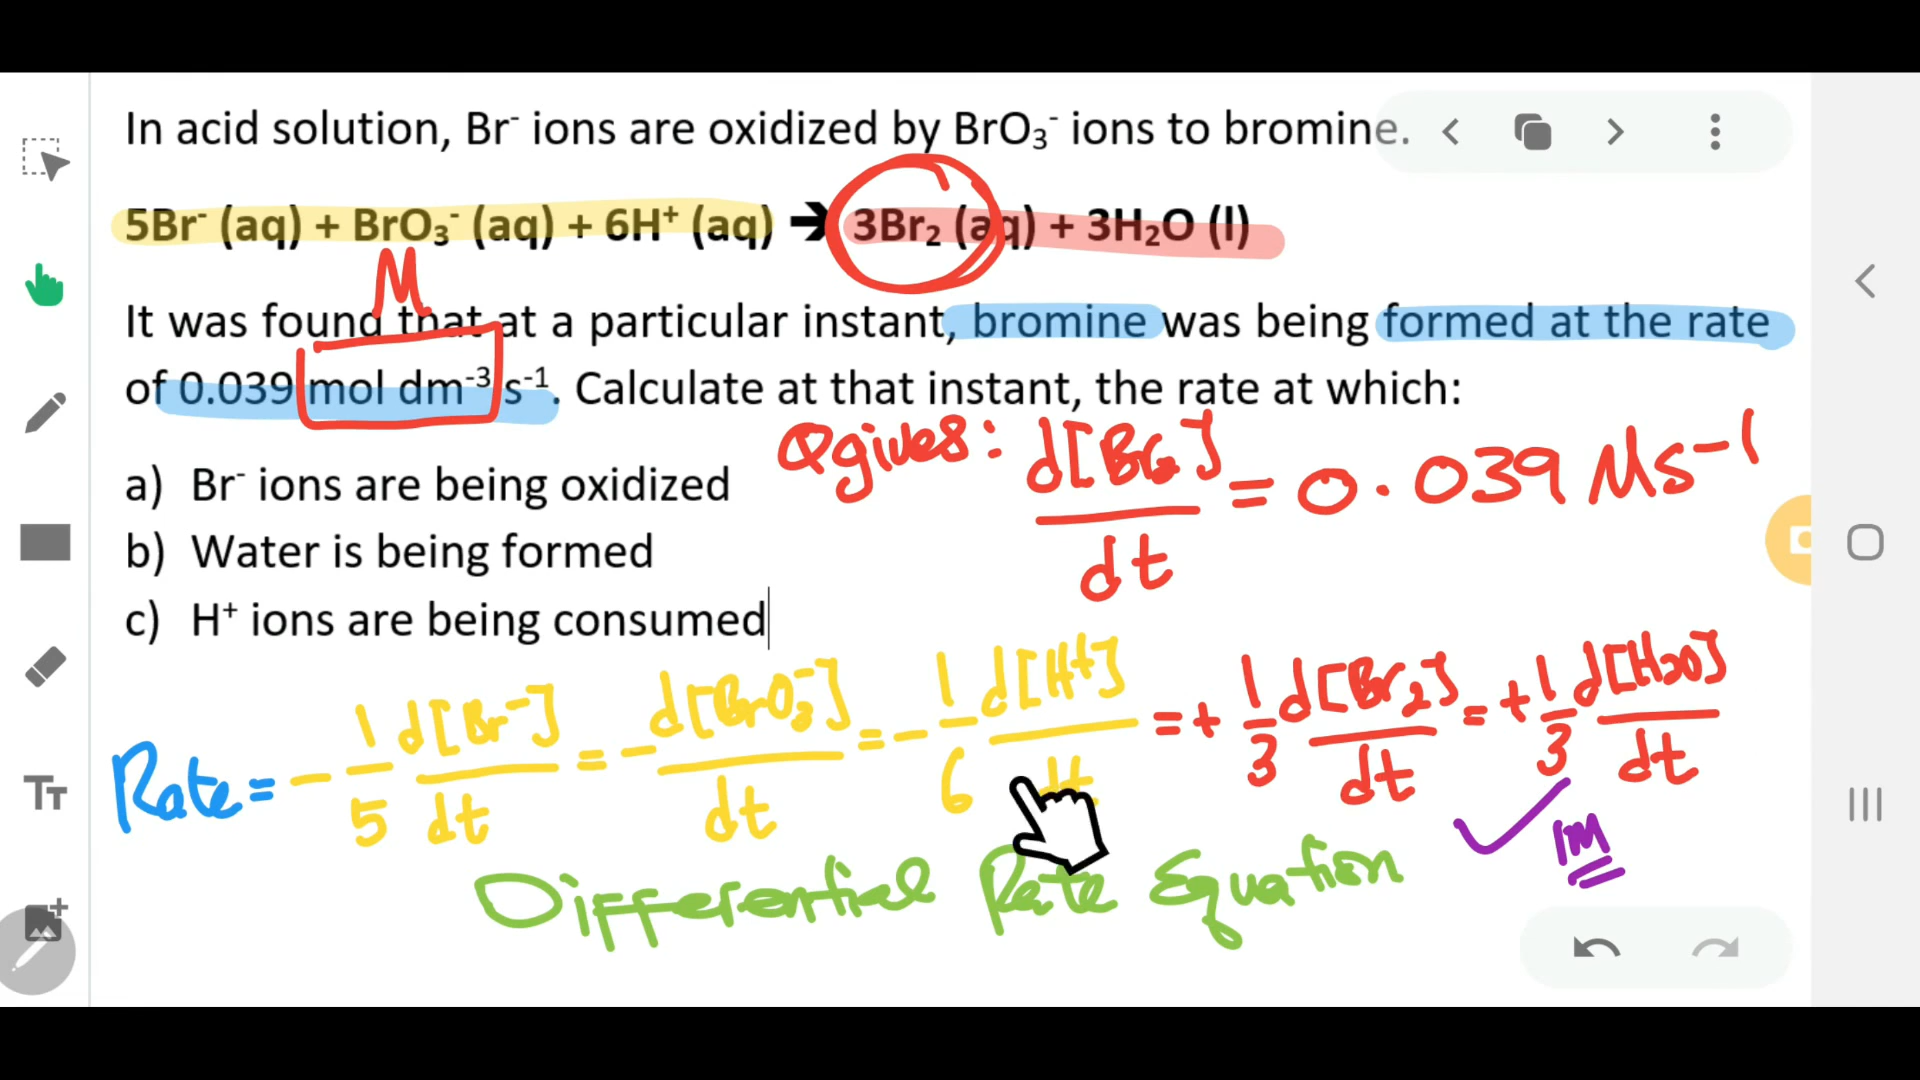 In acid solution, Br⁻ ions are oxidized by BrO₃⁻ ions to bromine.
5Br⁻ (aq) + BrO₃⁻ (aq) + 6H⁺ (aq) ➔ 3Br₂ (aq) + 3H₂O (l)
M
It was found that at a particular instant, bromine was being formed at the rate
of 0.039 mol dm⁻³ s⁻¹. Calculate at that instant, the rate at which:
Q gives: d[Br₂]/dt = 0.039 Ms⁻¹
a) Br⁻ ions are being oxidized
b) Water is being formed
c) H⁺ ions are being consumed
Rate = - 1/5 d[Br⁻]/dt = - d[BrO₃⁻]/dt = - 1/6 d[H⁺]/dt = + 1/3 d[Br₂]/dt = + 1/3 d[H₂O]/dt
1M
Differential Rate Equation
Tт